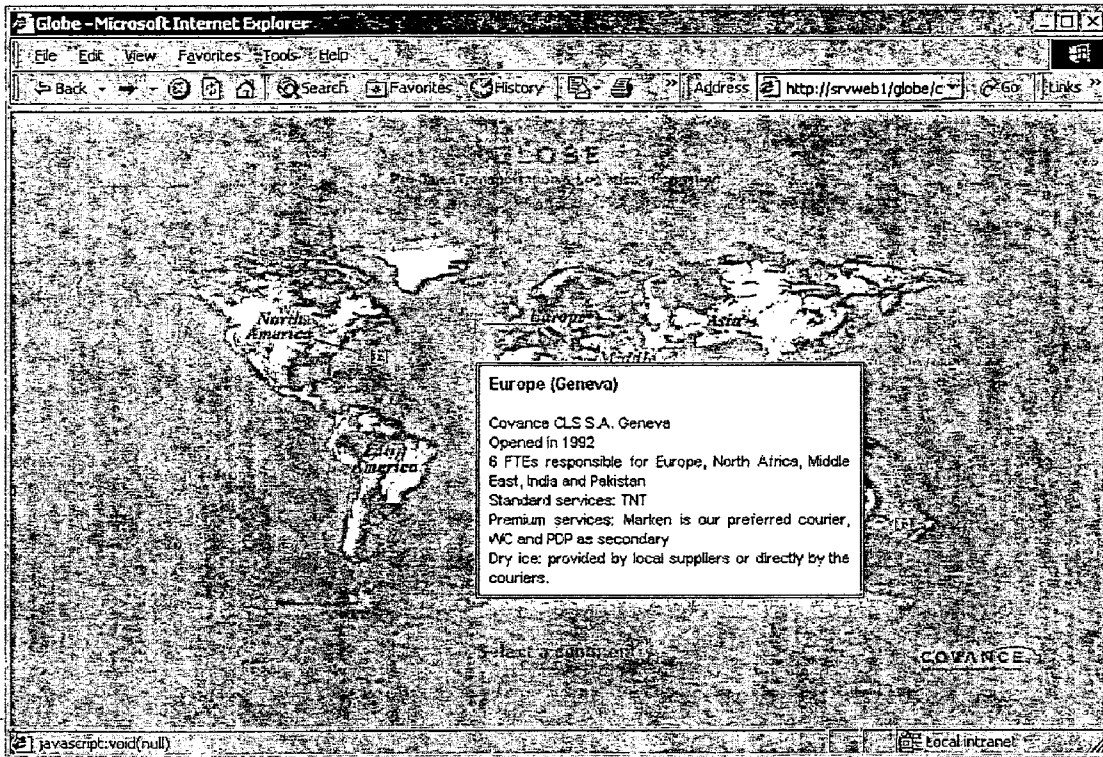 Globe - Microsoft Internet Explorer
File Edit View Favorites Tools Help
Back Search Favorites History Address http://srvweb1/globe/c Go Links »
North
America
Europe
Asia
Middle
Latin
America
Europe (Geneva)
Covance CLS S.A. Geneva
Opened in 1992
6 FTEs responsible for Europe, North Africa, Middle
East, India and Pakistan
Standard services: TNT
Premium services: Marken is our preferred courier,
WC and PDP as secondary
Dry ice: provided by local suppliers or directly by the
couriers.
Select a continent
COVANCE
javascript:void(null) Local intranet